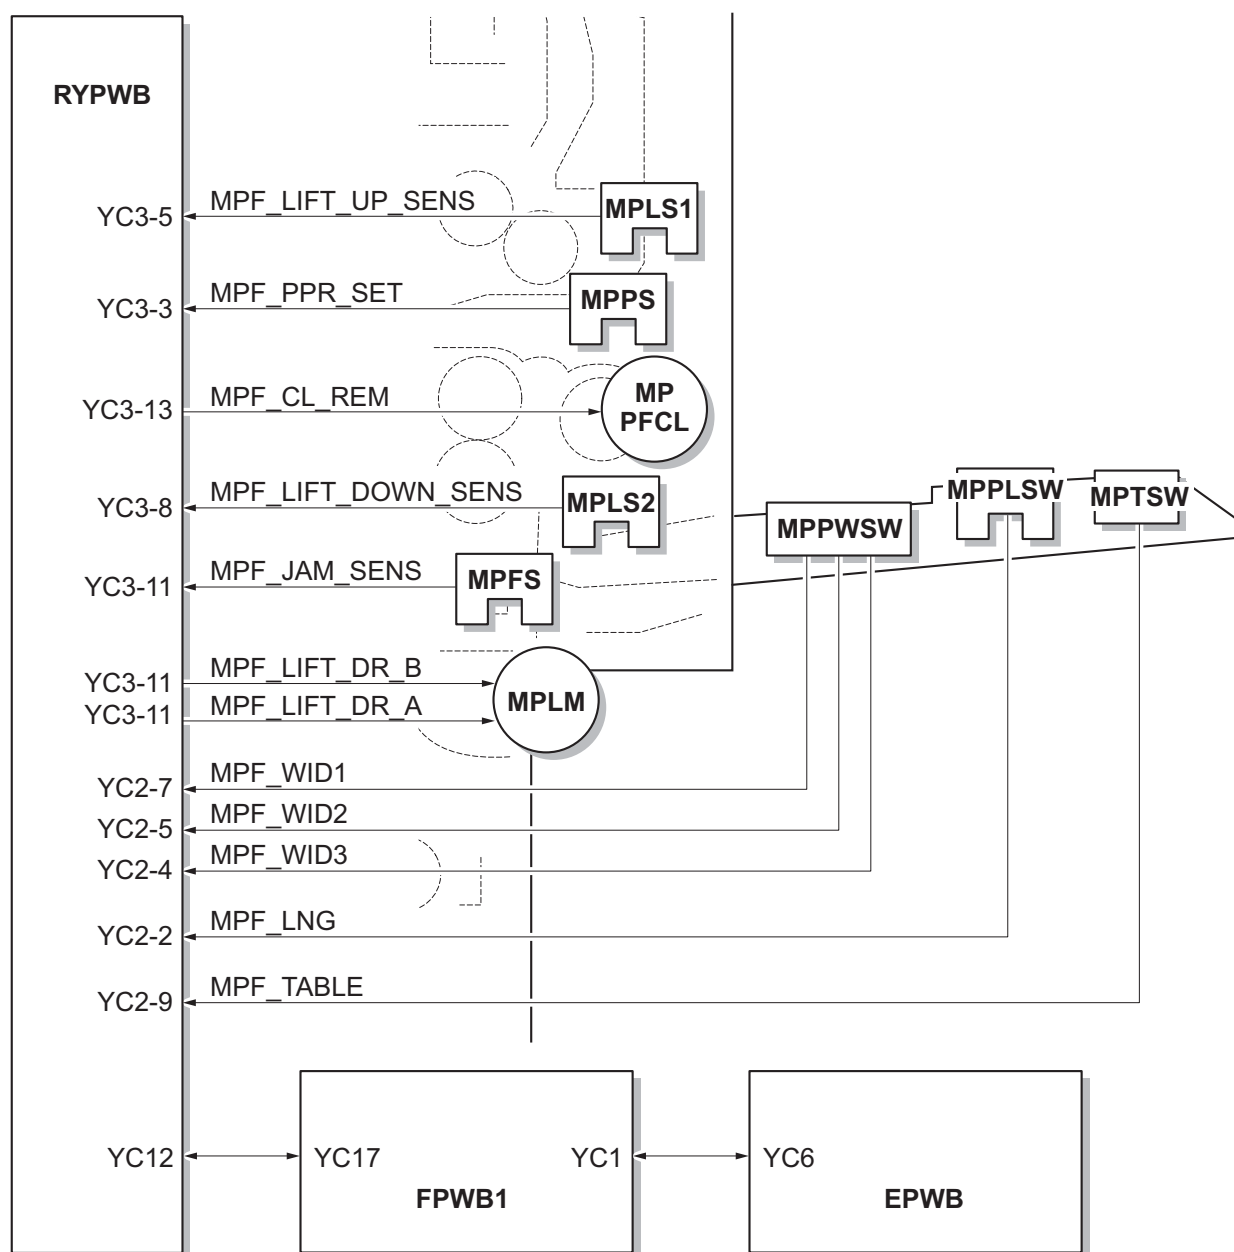 RYPWB
YC3-5 MPF_LIFT_UP_SENS MPLS1
YC3-3 MPF_PPR_SET MPPS
YC3-13 MPF_CL_REM MP
PFCL
YC3-8 MPF_LIFT_DOWN_SENS MPLS2 MPPWSW MPPLSW MPTSW
YC3-11 MPF_JAM_SENS MPFS
YC3-11 MPF_LIFT_DR_B MPLM
YC3-11 MPF_LIFT_DR_A
YC2-7 MPF_WID1
YC2-5 MPF_WID2
YC2-4 MPF_WID3
YC2-2 MPF_LNG
YC2-9 MPF_TABLE
YC12 YC17 YC1 YC6
FPWB1 EPWB